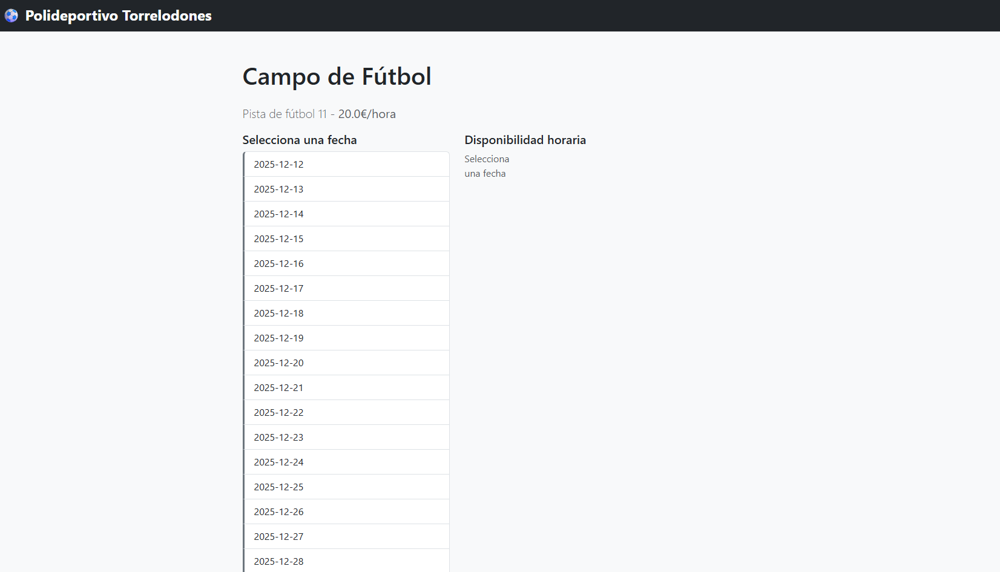 Polideportivo Torrelodones
Campo de Fútbol
Pista de fútbol 11 - 20.0€/hora
Selecciona una fecha
2025-12-12
2025-12-13
2025-12-14
2025-12-15
2025-12-16
2025-12-17
2025-12-18
2025-12-19
2025-12-20
2025-12-21
2025-12-22
2025-12-23
2025-12-24
2025-12-25
2025-12-26
2025-12-27
2025-12-28
Disponibilidad horaria
Selecciona
una fecha